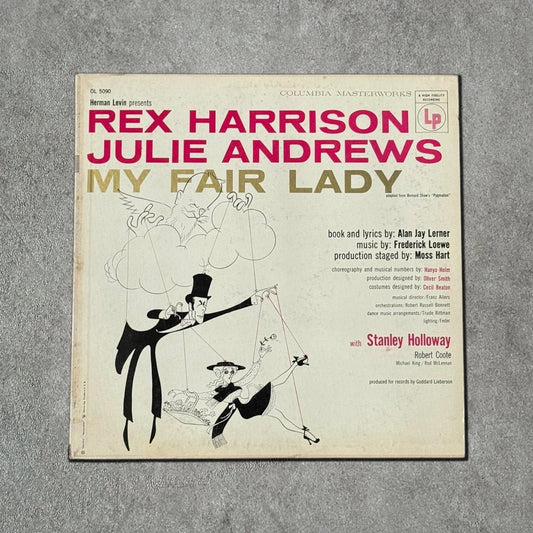 OL 5090
COLUMBIA MASTERWORKS
A HIGH FIDELITY
RECORDING
Lp
Herman Levin presents
REX HARRISON
JULIE ANDREWS
MY FAIR LADY
adapted from Bernard Shaw's "Pygmalion"
book and lyrics by: Alan Jay Lerner
music by: Frederick Loewe
production staged by: Moss Hart
choreography and musical numbers by: Hanya Holm
production designed by: Oliver Smith
costumes designed by: Cecil Beaton
musical director: Franz Allers
orchestrations: Robert Russell Bennett
dance music arrangements / Trude Rittman
lighting / Feder
with Stanley Holloway
Robert Coote
Michael King / Rod McLennan
produced for records by Goddard Lieberson